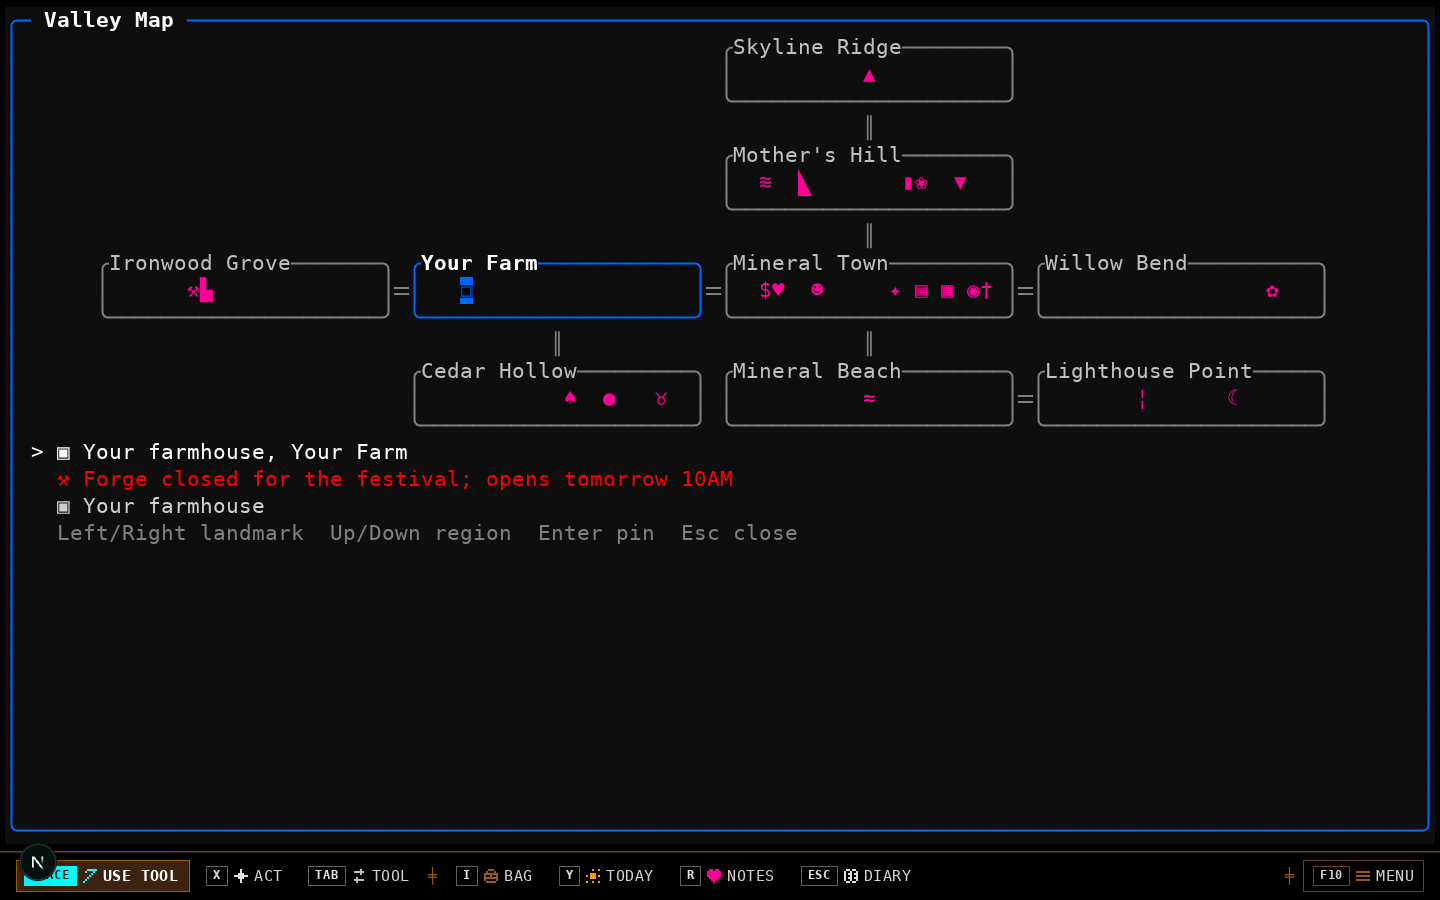 Valley Map
Skyline Ridge
▲
Mother's Hill
≋ ◣ ▮❀ ▼
Ironwood Grove
⚒▙
Your Farm
▣
Mineral Town
$♥ ☻ ✦ ▤ ▦ ◉†
Willow Bend
✿
Cedar Hollow
♠ ● ♉
Mineral Beach
≈
Lighthouse Point
¦ ☾
> ▣ Your farmhouse, Your Farm
⚒ Forge closed for the festival; opens tomorrow 10AM
▣ Your farmhouse
Left/Right landmark Up/Down region Enter pin Esc close
USE TOOL X ACT TAB TOOL I BAG Y TODAY R NOTES ESC DIARY F10 MENU